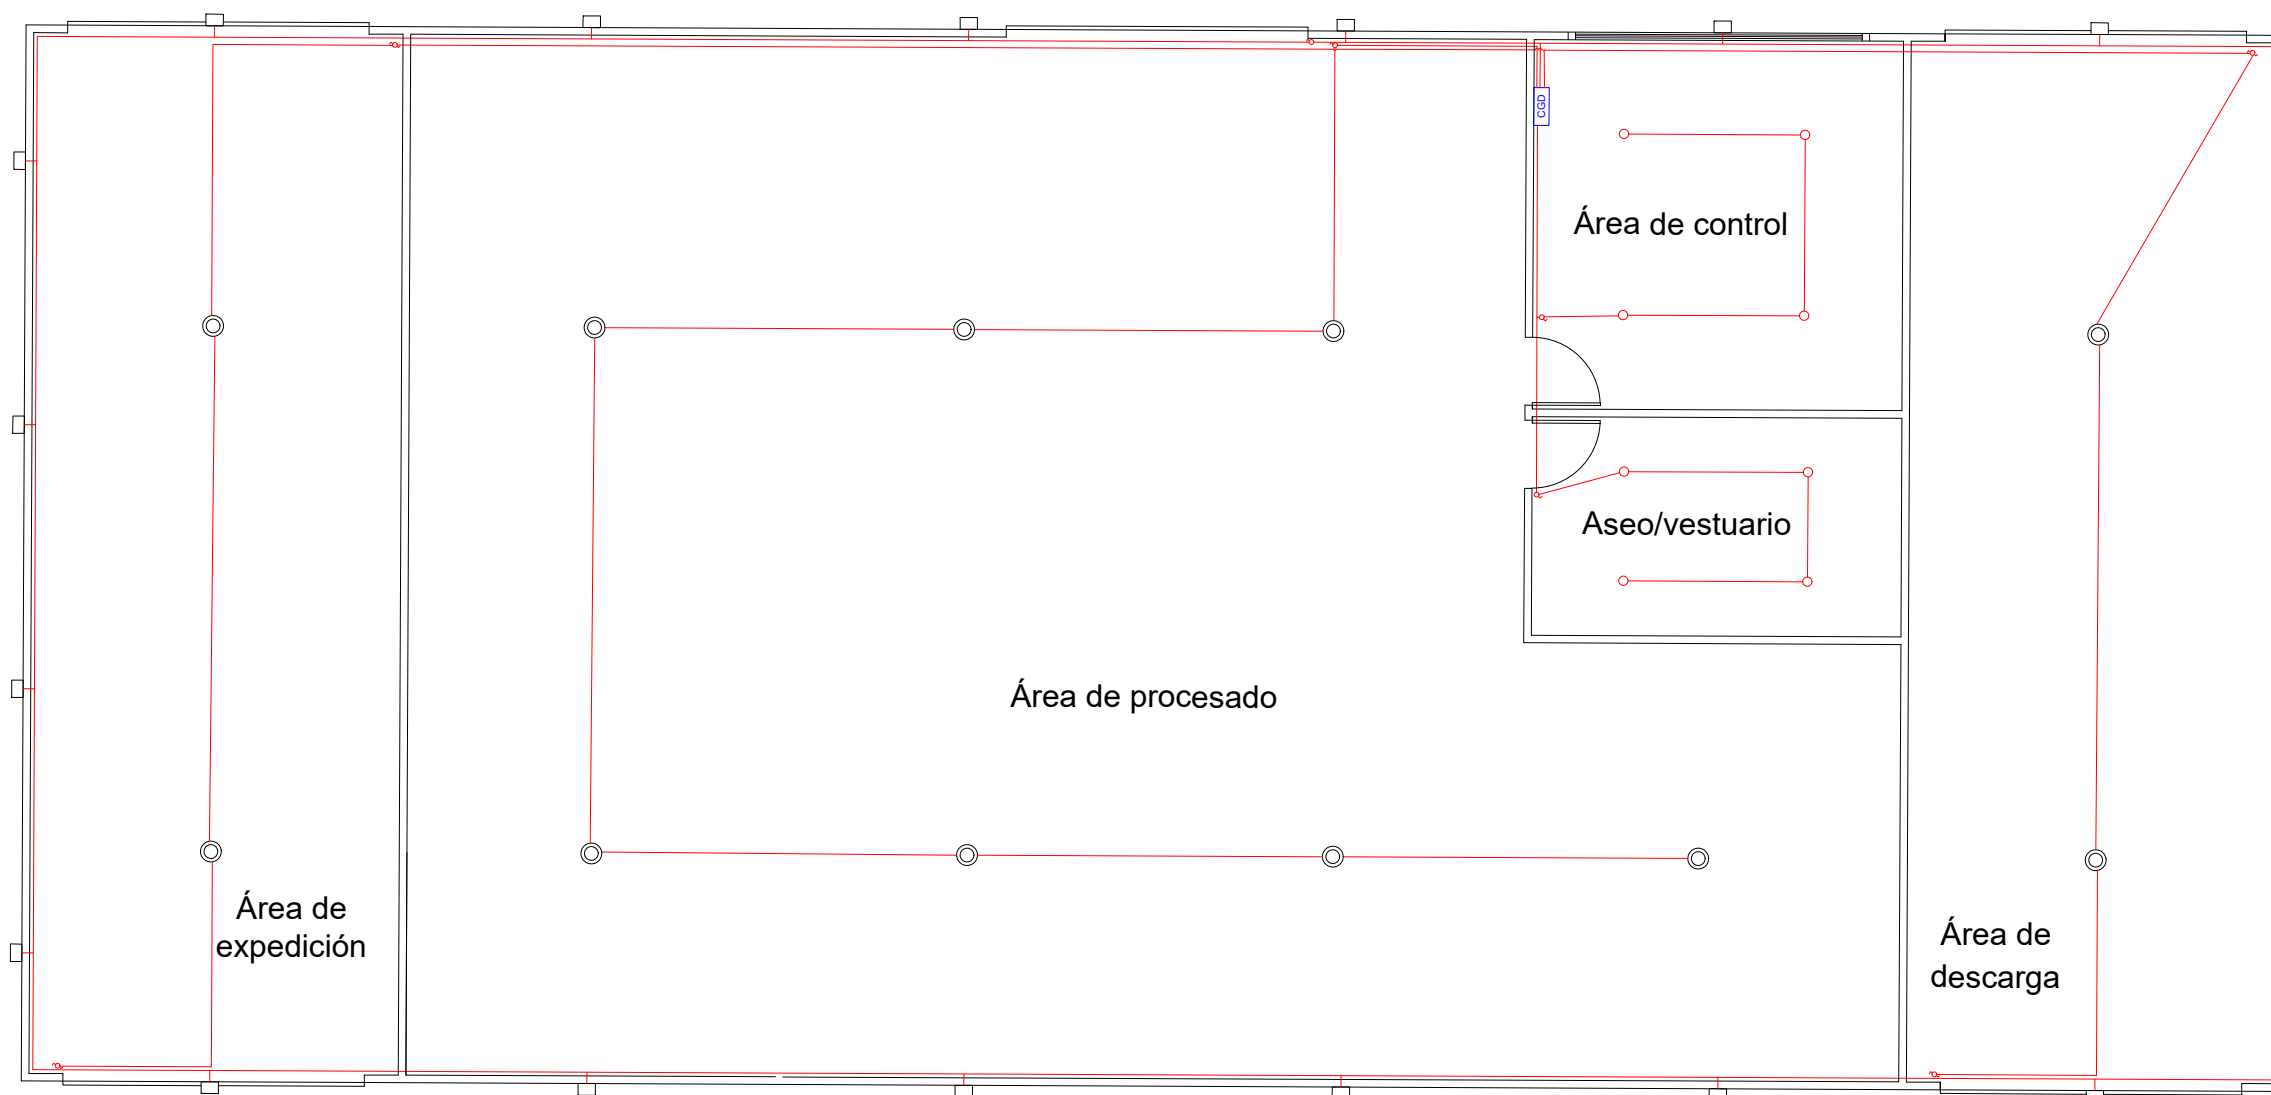 CGD
Área de control
Aseo/vestuario
Área de procesado
Área de
expedición
Área de
descarga